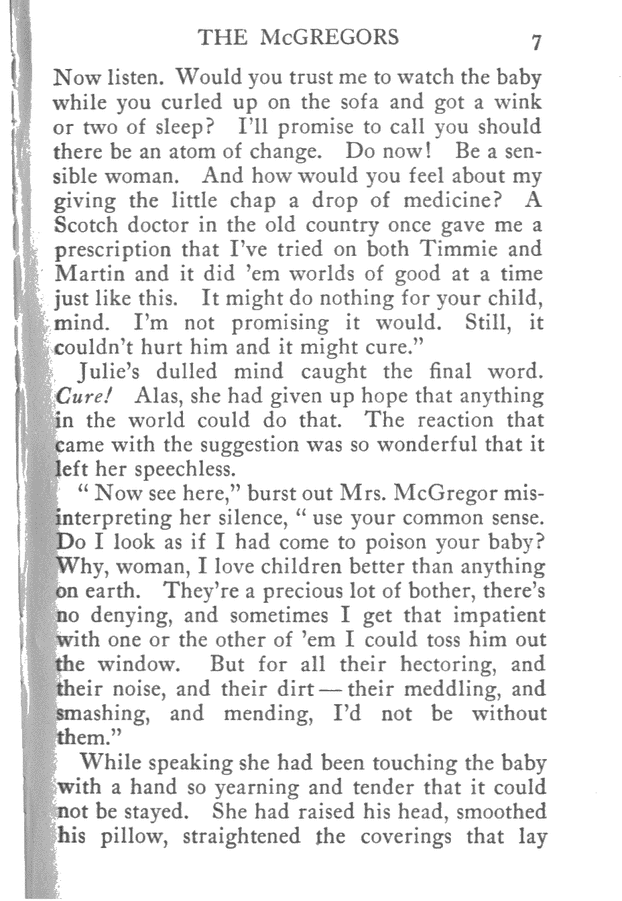 THE McGREGORS 7
Now listen. Would you trust me to watch the baby
while you curled up on the sofa and got a wink
or two of sleep? I'll promise to call you should
there be an atom of change. Do now! Be a sen-
sible woman. And how would you feel about my
giving the little chap a drop of medicine? A
Scotch doctor in the old country once gave me a
prescription that I've tried on both Timmie and
Martin and it did 'em worlds of good at a time
just like this. It might do nothing for your child,
mind. I'm not promising it would. Still, it
couldn't hurt him and it might cure."
Julie's dulled mind caught the final word.
Cure! Alas, she had given up hope that anything
in the world could do that. The reaction that
came with the suggestion was so wonderful that it
left her speechless.
" Now see here," burst out Mrs. McGregor mis-
interpreting her silence, " use your common sense.
Do I look as if I had come to poison your baby?
Why, woman, I love children better than anything
on earth. They're a precious lot of bother, there's
no denying, and sometimes I get that impatient
with one or the other of 'em I could toss him out
the window. But for all their hectoring, and
their noise, and their dirt — their meddling, and
smashing, and mending, I'd not be without
them."
While speaking she had been touching the baby
with a hand so yearning and tender that it could
not be stayed. She had raised his head, smoothed
his pillow, straightened the coverings that lay